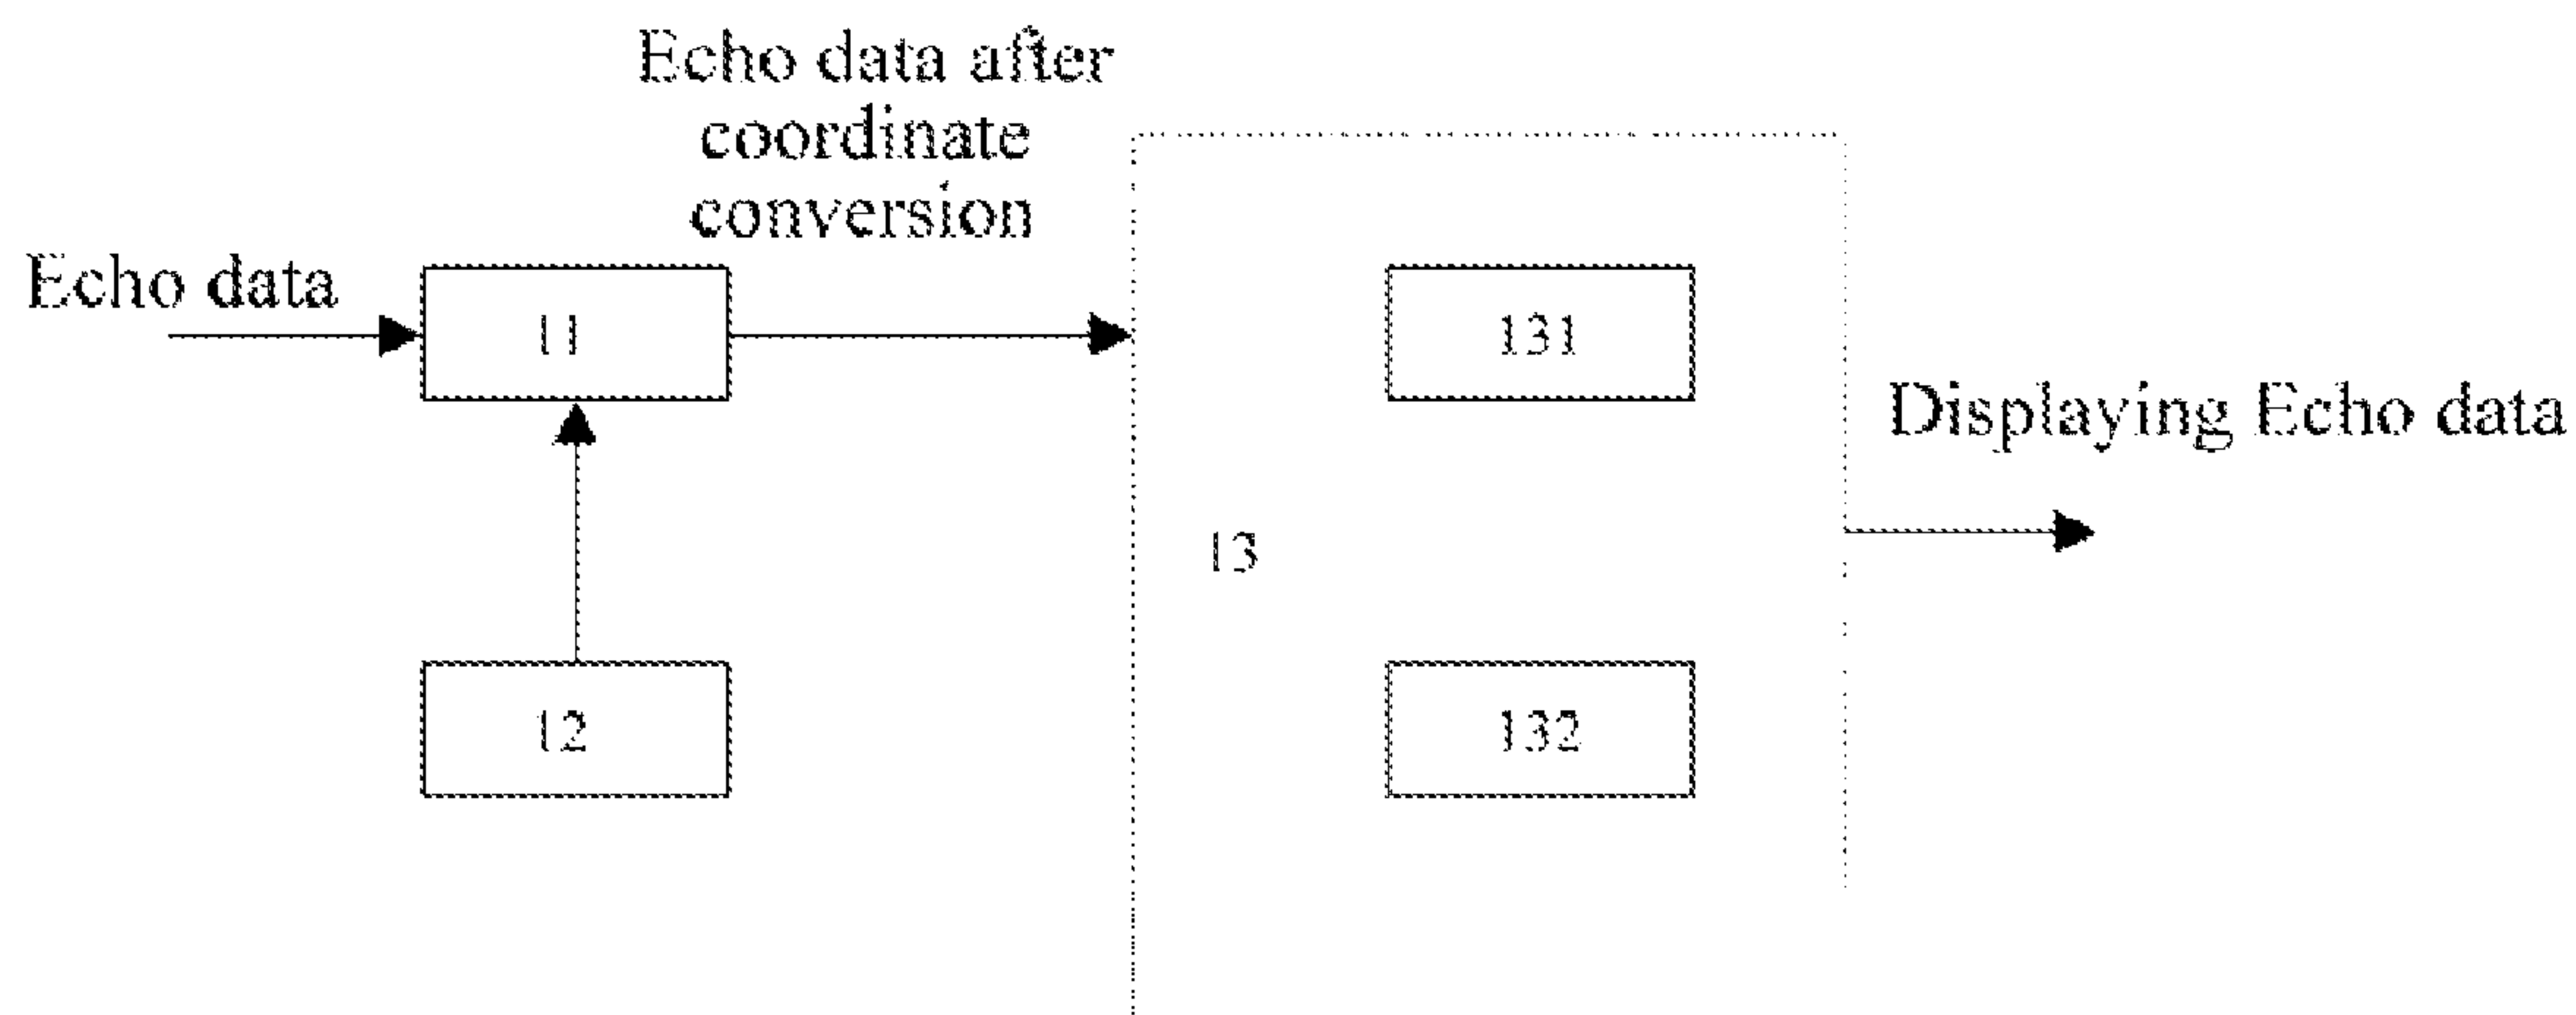 Echo data after
coordinate
conversion
Echo data
11
131
Displaying Echo data
13
12
132